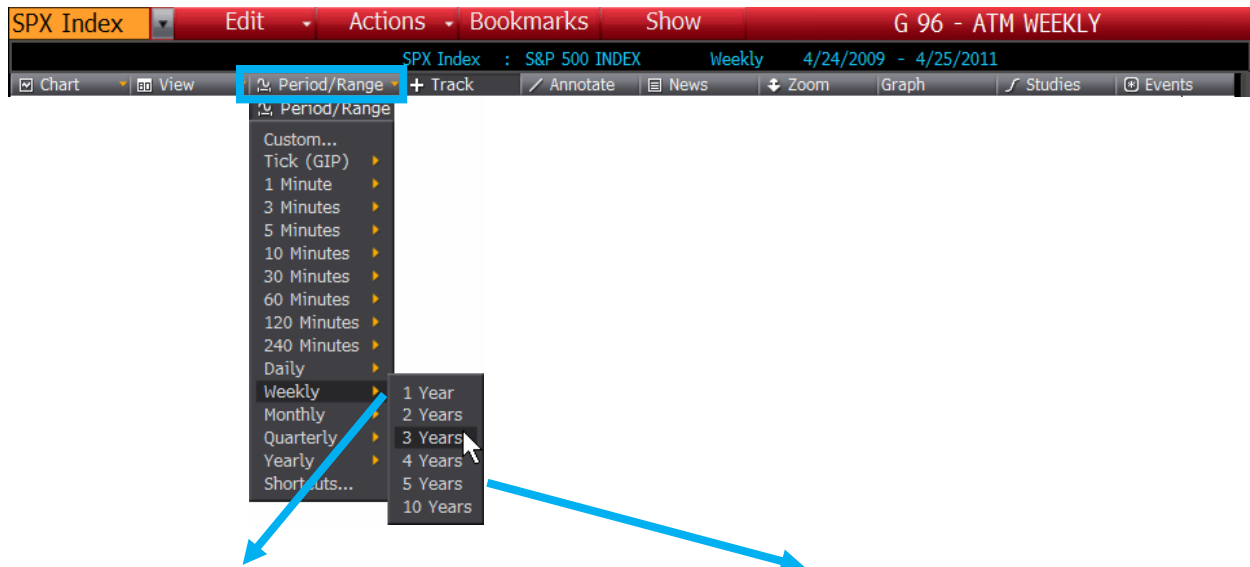 SPX Index Edit Actions Bookmarks Show G 96 - ATM WEEKLY
SPX Index : S&P 500 INDEX Weekly 4/24/2009 - 4/25/2011
Chart View Period/Range Track Annotate News Zoom Graph Studies Events
Period/Range
Custom...
Tick (GIP)
1 Minute
3 Minutes
5 Minutes
10 Minutes
30 Minutes
60 Minutes
120 Minutes
240 Minutes
Daily
Weekly
Monthly
Quarterly
Yearly
Shortcuts...
1 Year
2 Years
3 Years
4 Years
5 Years
10 Years